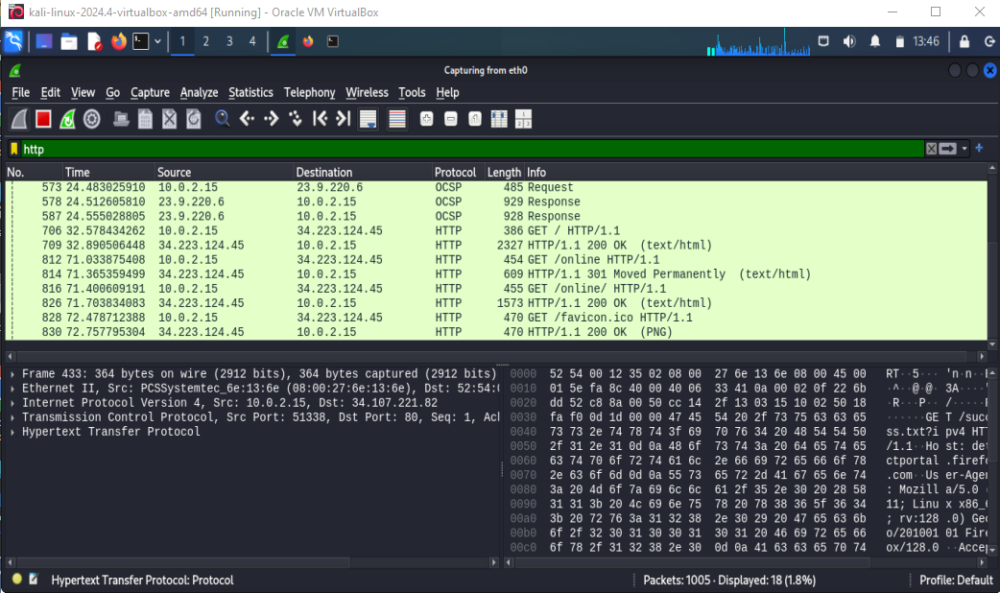 kali-linux-2024.4-virtualbox-amd64 [Running] - Oracle VM VirtualBox
1 2 3 4 13:46
Capturing from eth0
File Edit View Go Capture Analyze Statistics Telephony Wireless Tools Help
http
No. Time Source Destination Protocol Length Info
573 24.483025910 10.0.2.15 23.9.220.6 OCSP 485 Request
578 24.512605810 23.9.220.6 10.0.2.15 OCSP 929 Response
587 24.555028805 23.9.220.6 10.0.2.15 OCSP 928 Response
706 32.578434262 10.0.2.15 34.223.124.45 HTTP 386 GET / HTTP/1.1
709 32.890506448 34.223.124.45 10.0.2.15 HTTP 2327 HTTP/1.1 200 OK (text/html)
812 71.033875408 10.0.2.15 34.223.124.45 HTTP 454 GET /online HTTP/1.1
814 71.365359499 34.223.124.45 10.0.2.15 HTTP 609 HTTP/1.1 301 Moved Permanently (text/html)
816 71.400609191 10.0.2.15 34.223.124.45 HTTP 455 GET /online/ HTTP/1.1
826 71.703834083 34.223.124.45 10.0.2.15 HTTP 1573 HTTP/1.1 200 OK (text/html)
828 72.478712388 10.0.2.15 34.223.124.45 HTTP 470 GET /favicon.ico HTTP/1.1
830 72.757795304 34.223.124.45 10.0.2.15 HTTP 470 HTTP/1.1 200 OK (PNG)
Frame 433: 364 bytes on wire (2912 bits), 364 bytes captured (2912 bits)
Ethernet II, Src: PCSSystemtec_6e:13:6e (08:00:27:6e:13:6e), Dst: 52:54:0
Internet Protocol Version 4, Src: 10.0.2.15, Dst: 34.107.221.82
Transmission Control Protocol, Src Port: 51338, Dst Port: 80, Seq: 1, Ack
Hypertext Transfer Protocol
0000 52 54 00 12 35 02 08 00 27 6e 13 6e 08 00 45 00 RT··5··· 'n·n··E·
0010 01 5e fa 8c 40 00 40 06 33 41 0a 00 02 0f 22 6b ·^··@·@· 3A····"k
0020 dd 52 c8 8a 00 50 cc 14 2f 13 03 15 10 02 50 18 ·R···P·· /·····P·
0030 fa f0 0d 1d 00 00 47 45 54 20 2f 73 75 63 63 65 ······GE T /succe
0040 73 73 2e 74 78 74 3f 69 70 76 34 20 48 54 54 50 ss.txt?i pv4 HTTP
0050 2f 31 2e 31 0d 0a 48 6f 73 74 3a 20 64 65 74 65 /1.1··Ho st: dete
0060 63 74 70 6f 72 74 61 6c 2e 66 69 72 65 66 6f 78 ctportal .firefox
0070 2e 63 6f 6d 0d 0a 55 73 65 72 2d 41 67 65 6e 74 .com··Us er-Agent
0080 3a 20 4d 6f 7a 69 6c 6c 61 2f 35 2e 30 20 28 58 : Mozill a/5.0 (X
0090 31 31 3b 20 4c 69 6e 75 78 20 78 38 36 5f 36 34 11; Linu x x86_64
00a0 3b 20 72 76 3a 31 32 38 2e 30 29 20 47 65 63 6b ; rv:128 .0) Geck
00b0 6f 2f 32 30 31 30 30 31 30 31 20 46 69 72 65 66 o/201001 01 Firef
00c0 6f 78 2f 31 32 38 2e 30 0d 0a 41 63 63 65 70 74 ox/128.0 ··Accept
Hypertext Transfer Protocol: Protocol
Packets: 1005 · Displayed: 18 (1.8%)
Profile: Default